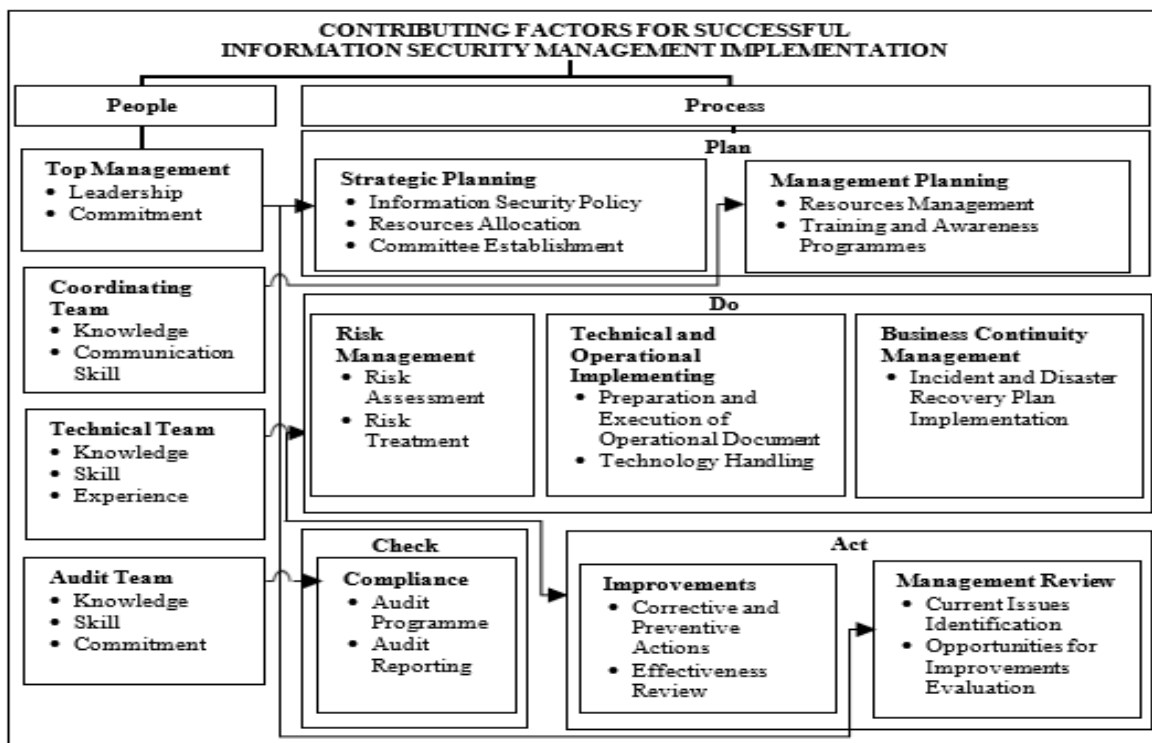 CONTRIBUTING FACTORS FOR SUCCESSFUL
INFORMATION SECURITY MANAGEMENT IMPLEMENTATION
People
Process
Top Management
• Leadership
• Commitment
Coordinating
Team
• Knowledge
• Communication
Skill
Technical Team
• Knowledge
• Skill
• Experience
Audit Team
• Knowledge
• Skill
• Commitment
Plan
Strategic Planning
• Information Security Policy
• Resources Allocation
• Committee Establishment
Management Planning
• Resources Management
• Training and Awareness
Programmes
Do
Risk
Management
• Risk
Assessment
• Risk
Treatment
Technical and
Operational
Implementing
• Preparation and
Execution of
Operational Document
• Technology Handling
Business Continuity
Management
• Incident and Disaster
Recovery Plan
Implementation
Check
Compliance
• Audit
Programme
• Audit
Reporting
Act
Improvements
• Corrective and
Preventive
Actions
• Effectiveness
Review
Management Review
• Current Issues
Identification
• Opportunities for
Improvements
Evaluation